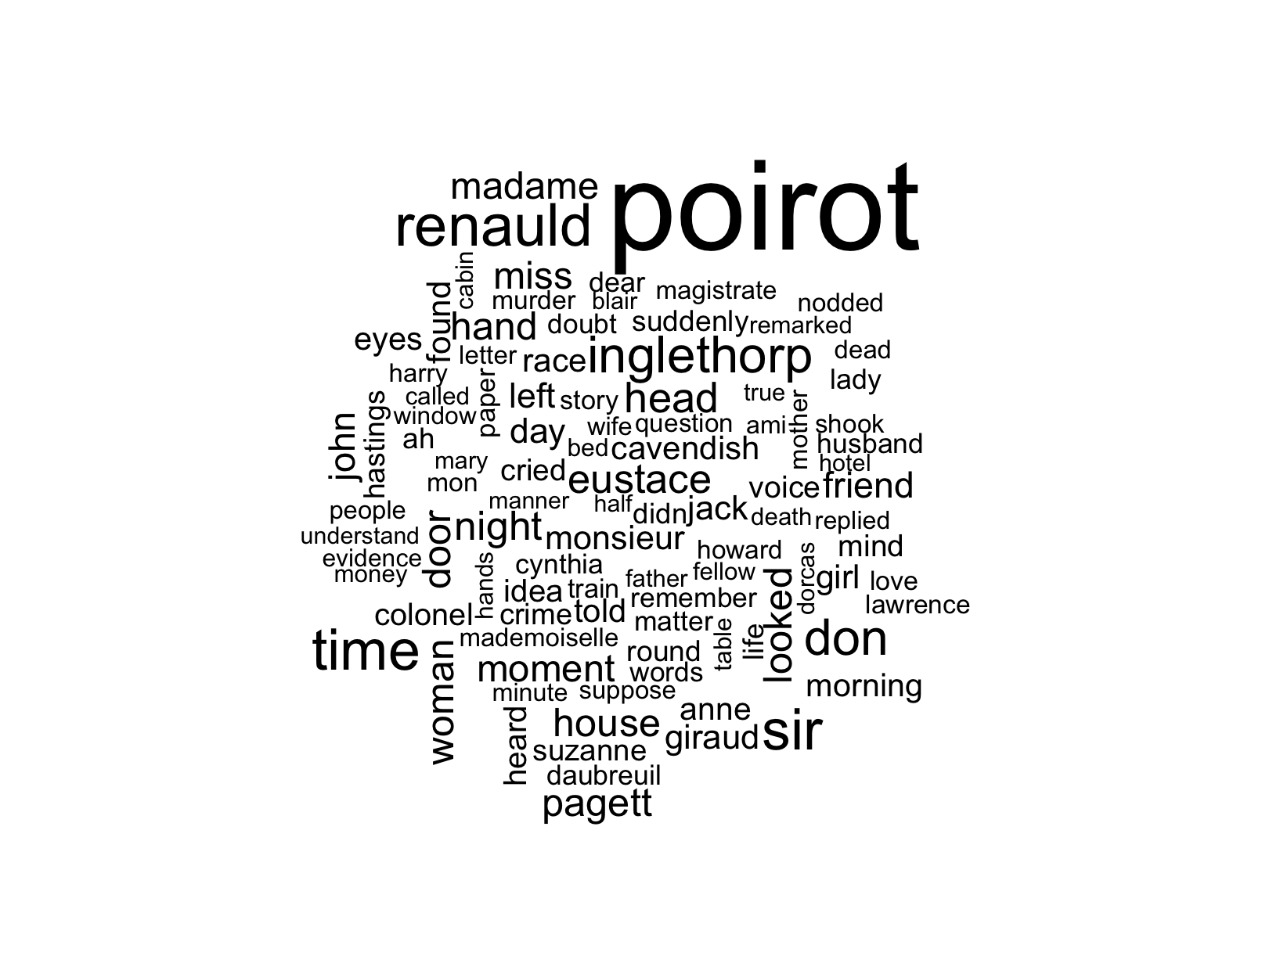 madame
poirot
renauld
cabin
miss
dear
magistrate
murder
blair
nodded
found
hand
doubt
suddenly
remarked
eyes
letter
race
inglethorp
dead
harry
lady
called
paper
left
story
head
true
window
hastings
john
ah
day
wife
question
ami
mother
shook
bed
cavendish
husband
mary
cried
eustace
hotel
mon
voice
friend
manner
half
didn
jack
death
replied
people
understand
door
night
monsieur
howard
mind
evidence
money
hands
cynthia
father
fellow
dorcas
girl
love
idea
train
remember
looked
lawrence
colonel
crime
told
matter
table
life
time
mademoiselle
round
don
woman
moment
words
minute
suppose
morning
anne
heard
house
giraud
sir
suzanne
daubreuil
pagett